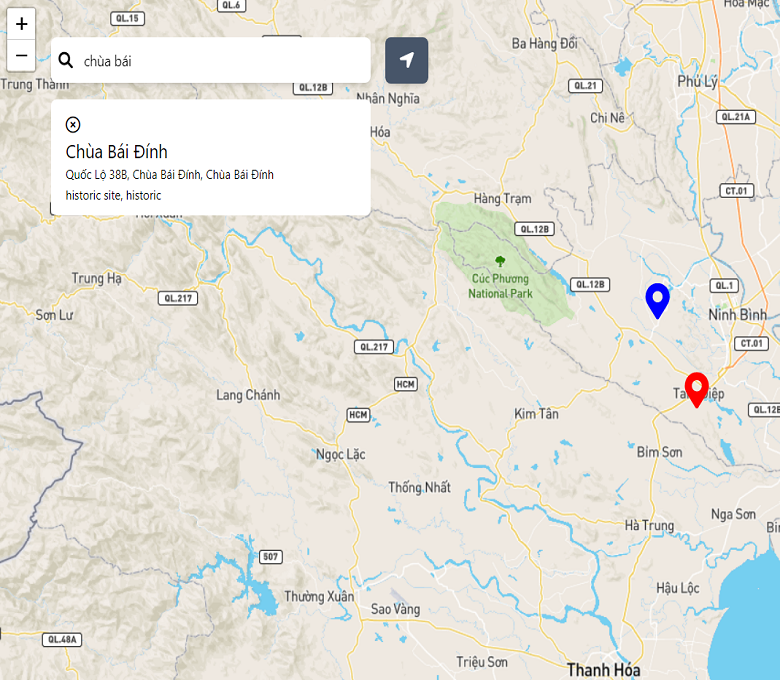 QL.6
Hoa Mạc
QL.15
+
−
Ba Hàng Đồi
chùa bái
Phủ Lý
Trung Thành
QL.12B
QL.21
Nhân Nghĩa
Chi Nê
QL.21A
Hóa
Chùa Bái Đính
Quốc Lộ 38B, Chùa Bái Đính, Chùa Bái Đính
historic site, historic
CT.01
Hàng Trạm
QL.12B
Cúc Phương
National Park
Trung Hạ
QL.217
QL.12B
QL.1
Sơn Lư
Ninh Bình
QL.217
CT.01
HCM
Lang Chánh
HCM
Kim Tân
QL.12B
Ngọc Lặc
Bỉm Sơn
Thống Nhất
Nga Sơn
Hà Trung
507
Hậu Lộc
Thường Xuân
Sao Vàng
QL.48A
Triệu Sơn
Thanh Hóa